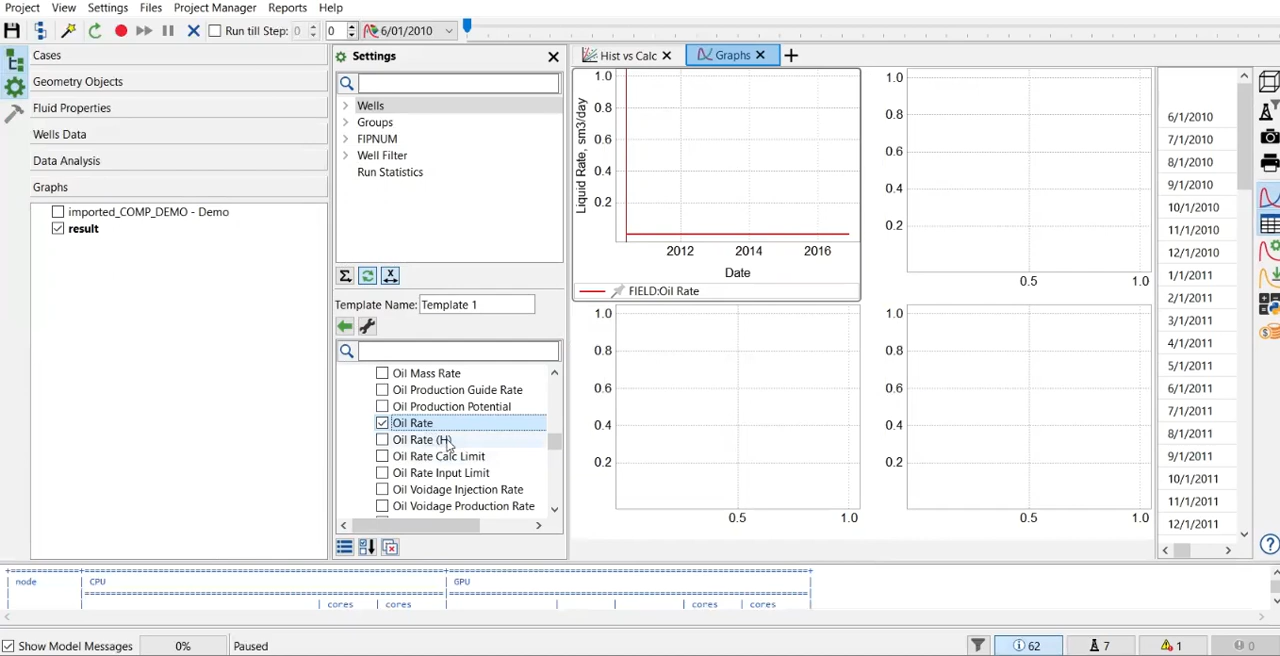 Project View Settings Files Project Manager Reports Help
Run till Step: 0 0 6/01/2010
Cases
Geometry Objects
Fluid Properties
Wells Data
Data Analysis
Graphs
imported_COMP_DEMO - Demo
result
Settings
Wells
Groups
FIPNUM
Well Filter
Run Statistics
Template Name: Template 1
Oil Mass Rate
Oil Production Guide Rate
Oil Production Potential
Oil Rate
Oil Rate (H)
Oil Rate Calc Limit
Oil Rate Input Limit
Oil Voidage Injection Rate
Oil Voidage Production Rate
Hist vs Calc Graphs
Liquid Rate, sm3/day
1.0
0.8
0.6
0.4
0.2
2012 2014 2016
Date
FIELD:Oil Rate
1.0
0.8
0.6
0.4
0.2
0.5 1.0
1.0
0.8
0.6
0.4
0.2
0.5 1.0
1.0
0.8
0.6
0.4
0.2
0.5 1.0
6/1/2010
7/1/2010
8/1/2010
9/1/2010
10/1/2010
11/1/2010
12/1/2010
1/1/2011
2/1/2011
3/1/2011
4/1/2011
5/1/2011
6/1/2011
7/1/2011
8/1/2011
9/1/2011
10/1/2011
11/1/2011
12/1/2011
node CPU GPU
cores cores cores cores
Show Model Messages 0% Paused 62 7 1 0